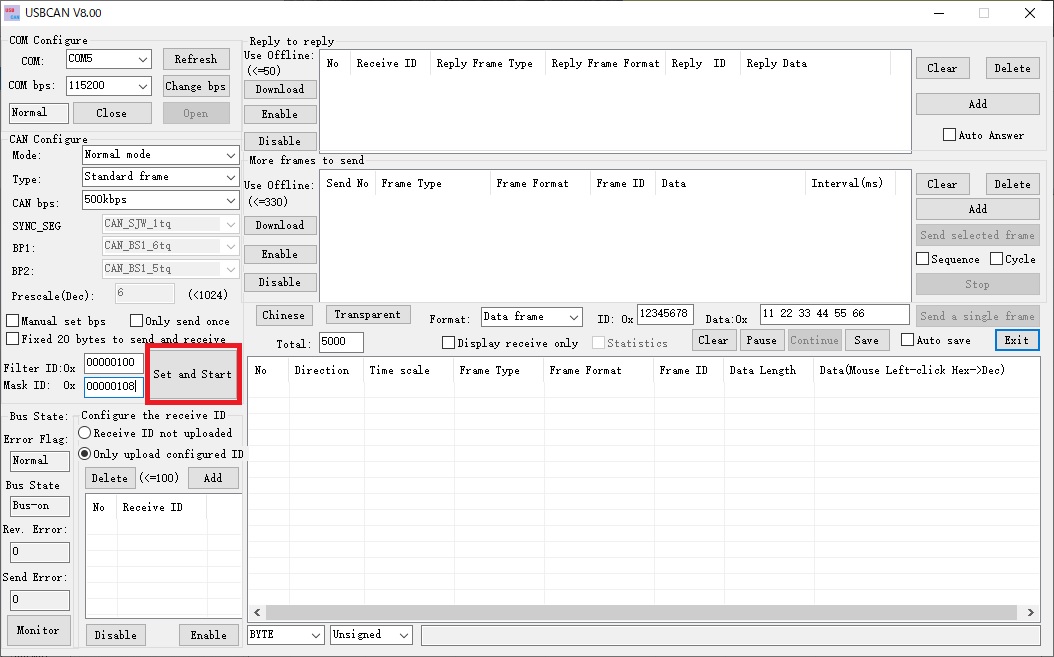 USBCAN V8.00
COM Configure
COM: COM5 Refresh
COM bps: 115200 Change bps
Normal Close Open
CAN Configure
Mode: Normal mode
Type: Standard frame
CAN bps: 500kbps
SYNC_SEG CAN_SJW_1tq
BP1: CAN_BS1_6tq
BP2: CAN_BS1_5tq
Prescale(Dec): 6 (<1024)
Manual set bps Only send once
Fixed 20 bytes to send and receive
Filter ID:0x 00000100
Mask ID: 0x 00000108
Set and Start
Bus State:
Error Flag:
Normal
Bus State
Bus-on
Rev. Error:
0
Send Error:
0
Monitor
Configure the receive ID
Receive ID not uploaded
Only upload configured ID
Delete (<=100) Add
No Receive ID
Disable Enable
Reply to reply
Use Offline:
(<=50)
Download
Enable
Disable
No Receive ID Reply Frame Type Reply Frame Format Reply ID Reply Data
Clear Delete
Add
Auto Answer
More frames to send
Use Offline:
(<=330)
Download
Enable
Disable
Send No Frame Type Frame Format Frame ID Data Interval(ms)
Clear Delete
Add
Send selected frame
Sequence Cycle
Stop
Chinese Transparent Format: Data frame ID: 0x 12345678 Data:0x 11 22 33 44 55 66 Send a single frame
Total: 5000 Display receive only Statistics Clear Pause Continue Save Auto save Exit
No Direction Time scale Frame Type Frame Format Frame ID Data Length Data(Mouse Left-click Hex->Dec)
BYTE Unsigned